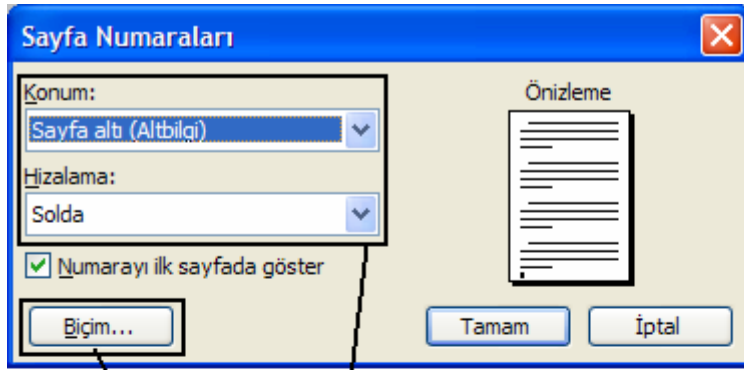 Sayfa Numaraları
Konum:
Sayfa altı (Altbilgi)
Hizalama:
Solda
Numarayı ilk sayfada göster
Biçim...
Önizleme
Tamam
İptal